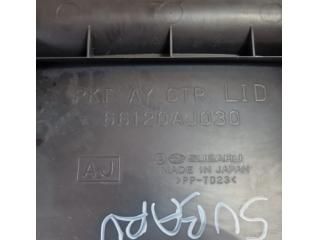 PKT AY CTR LID
66120AJ030
SUBARU
AJ
MADE IN JAPAN
>PP-TD23<
SUBARU